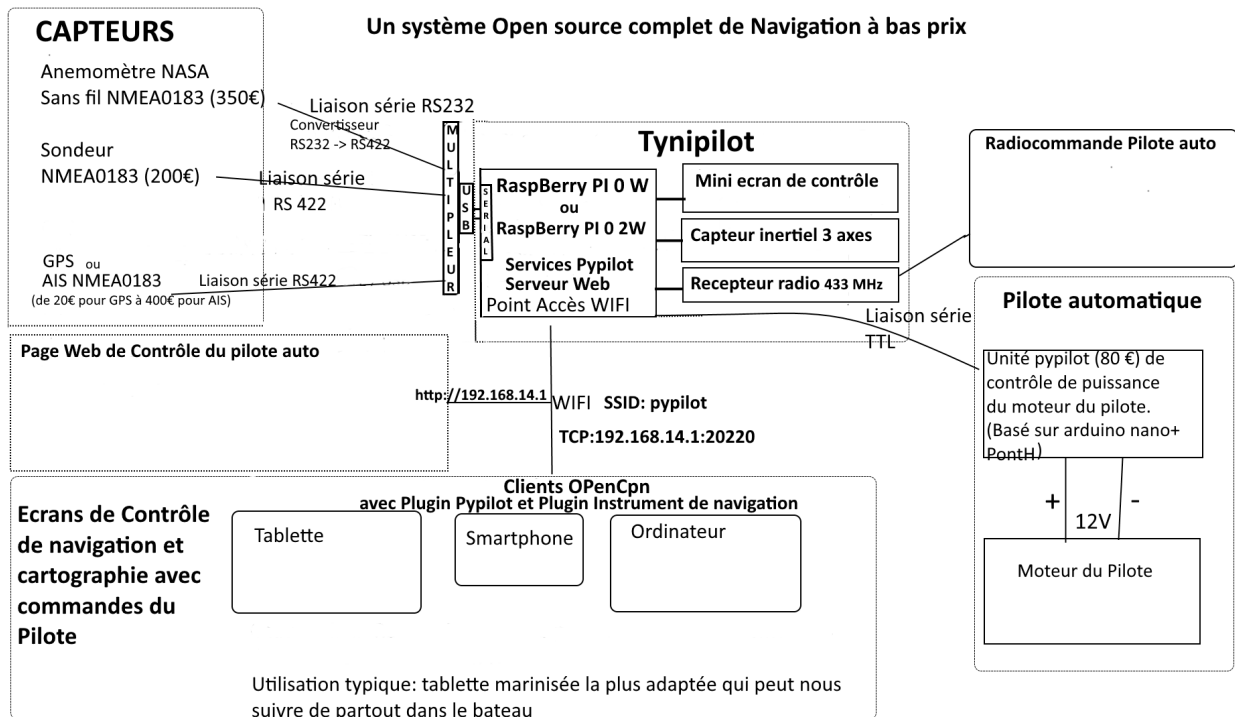 Un système Open source complet de Navigation à bas prix
CAPTEURS
Anemomètre NASA
Sans fil NMEA0183 (350€)
Sondeur
NMEA0183 (200€)
GPS ou
AIS NMEA0183
(de 20€ pour GPS à 400€ pour AIS)
Liaison série RS232
Convertisseur
RS232 -> RS422
Liaison série
RS 422
Liaison série RS422
MULTIPLEUR
USB
SERIAL
Tynipilot
RaspBerry PI 0 W
ou
RaspBerry PI 0 2W
Services Pypilot
Serveur Web
Point Accès WIFI
Mini ecran de contrôle
Capteur inertiel 3 axes
Recepteur radio 433 MHz
Radiocommande Pilote auto
Liaison série
TTL
Pilote automatique
Unité pypilot (80 €) de
contrôle de puissance
du moteur du pilote.
(Basé sur arduino nano+
PontH)
+
-
12V
Moteur du Pilote
Page Web de Contrôle du pilote auto
http://192.168.14.1
WIFI SSID: pypilot
TCP:192.168.14.1:20220
Clients OPenCpn
avec Plugin Pypilot et Plugin Instrument de navigation
Ecrans de Contrôle
de navigation et
cartographie avec
commandes du
Pilote
Tablette
Smartphone
Ordinateur
Utilisation typique: tablette marinisée la plus adaptée qui peut nous
suivre de partout dans le bateau